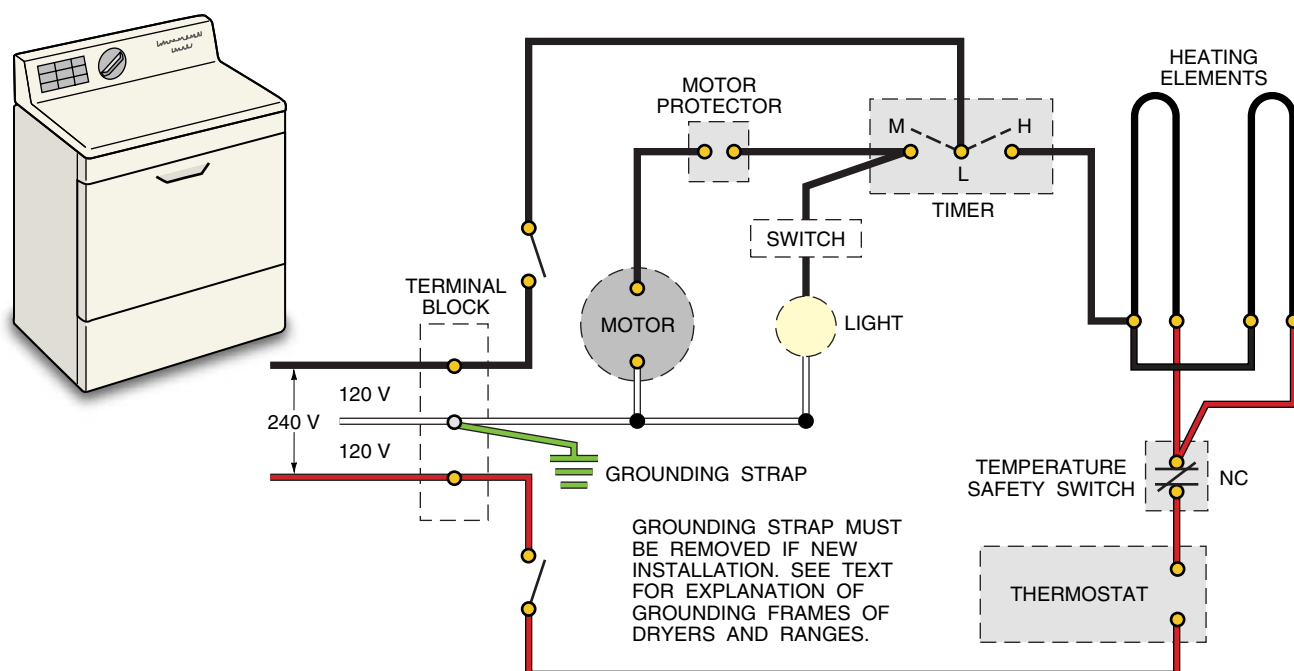 HEATING
ELEMENTS
MOTOR
PROTECTOR
M
H
L
TIMER
SWITCH
TERMINAL
BLOCK
MOTOR
LIGHT
120 V
240 V
120 V
GROUNDING STRAP
TEMPERATURE
SAFETY SWITCH
NC
GROUNDING STRAP MUST
BE REMOVED IF NEW
INSTALLATION. SEE TEXT
FOR EXPLANATION OF
GROUNDING FRAMES OF
DRYERS AND RANGES.
THERMOSTAT